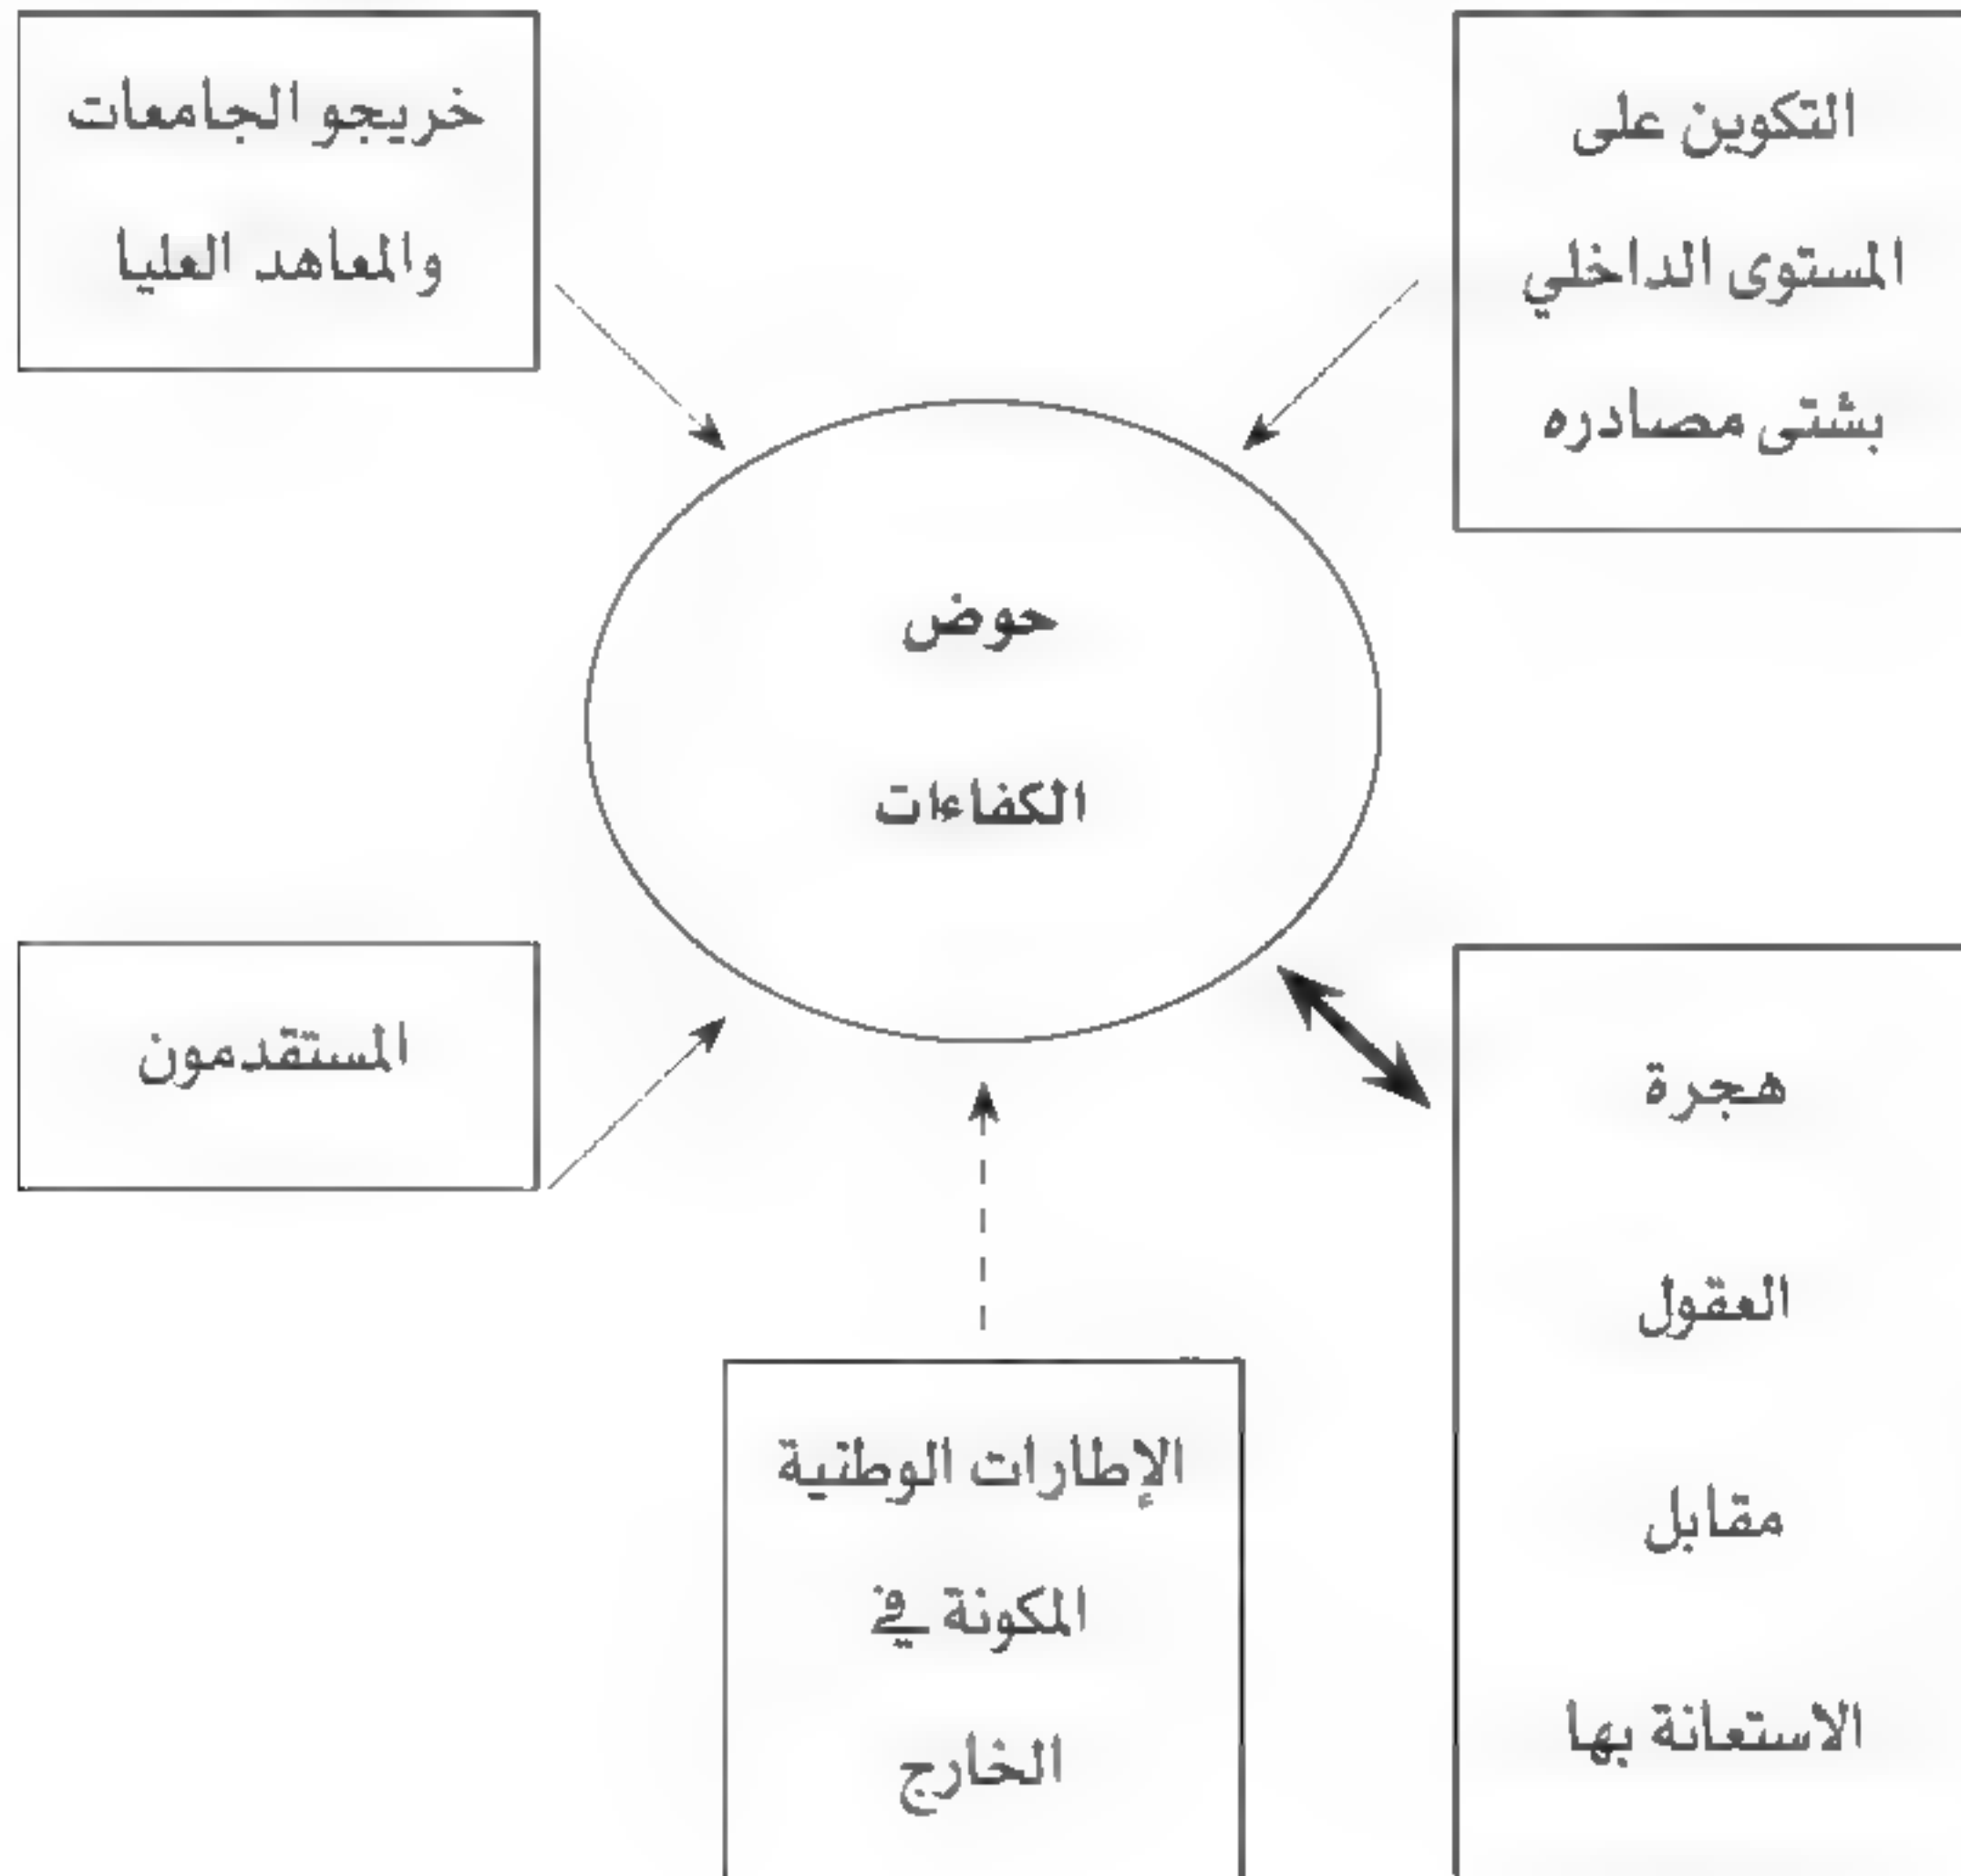 التكوين على
المستوى الداخلي
بشتى مصادره
خريجو الجامعات
والمعاهد العليا
حوض
الكفاءات
هجرة
العقول
مقابل
الاستعانة بها
المستقدمون
الإطارات الوطنية
المكونة في
الخارج